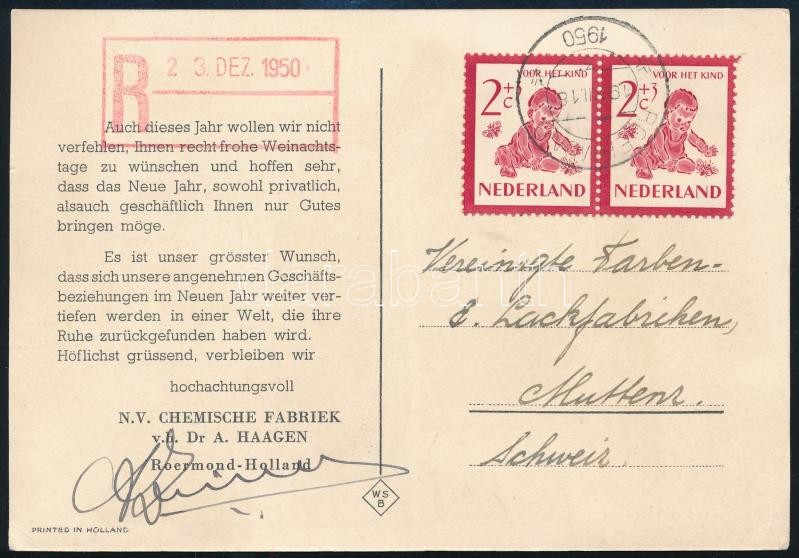 R 2 3. DEZ. 1950
VOOR HET KIND VOOR HET KIND
2+3 c 2+3 c
NEDERLAND NEDERLAND
1950
Auch dieses Jahr wollen wir nicht
verfehlen, Ihnen recht frohe Weinachts-
tage zu wünschen und hoffen sehr,
dass das Neue Jahr, sowohl privatlich,
alsauch geschäftlich Ihnen nur Gutes
bringen möge.
Es ist unser grösster Wunsch,
dass sich unsere angenehmen Geschäfts-
beziehungen im Neuen Jahr weiter ver-
tiefen werden in einer Welt, die ihre
Ruhe zurückgefunden haben wird.
Höflichst grüssend, verbleiben wir
hochachtungsvoll
N.V. CHEMISCHE FABRIEK
v.h. Dr A. HAAGEN
Roermond-Holland
WS
B
PRINTED IN HOLLAND
Vereinigte Farben-
&. Lackfabriken,
Muttenz.
Schweiz.
darabanth